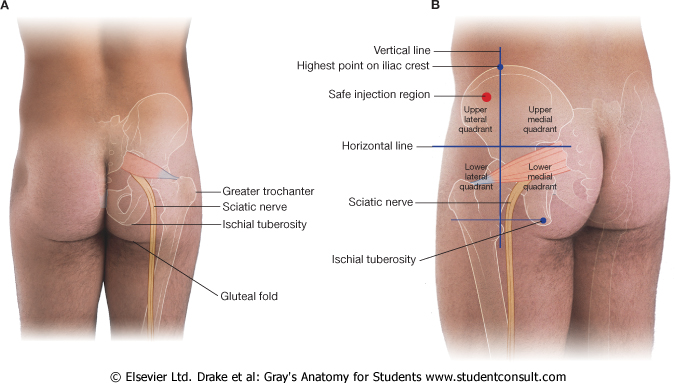 A
Greater trochanter
Sciatic nerve
Ischial tuberosity
Gluteal fold
B
Vertical line
Highest point on iliac crest
Safe injection region
Upper
lateral
quadrant
Upper
medial
quadrant
Horizontal line
Lower
lateral
quadrant
Lower
medial
quadrant
Sciatic nerve
Ischial tuberosity
© Elsevier Ltd. Drake et al: Gray's Anatomy for Students www.studentconsult.com